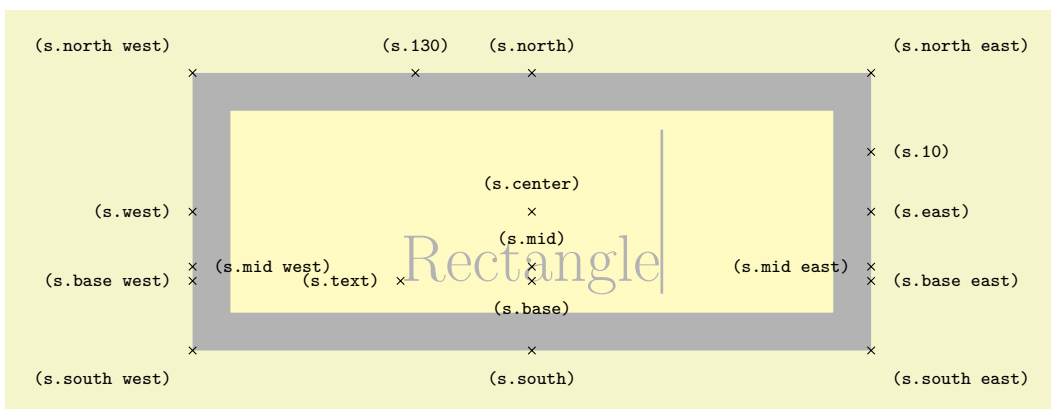 (s.north west) (s.130) (s.north) (s.north east)
(s.10)
(s.center)
(s.west) (s.east)
(s.mid)
Rectangle
(s.mid west) (s.mid east)
(s.base west) (s.text) (s.base east)
(s.base)
(s.south west) (s.south) (s.south east)